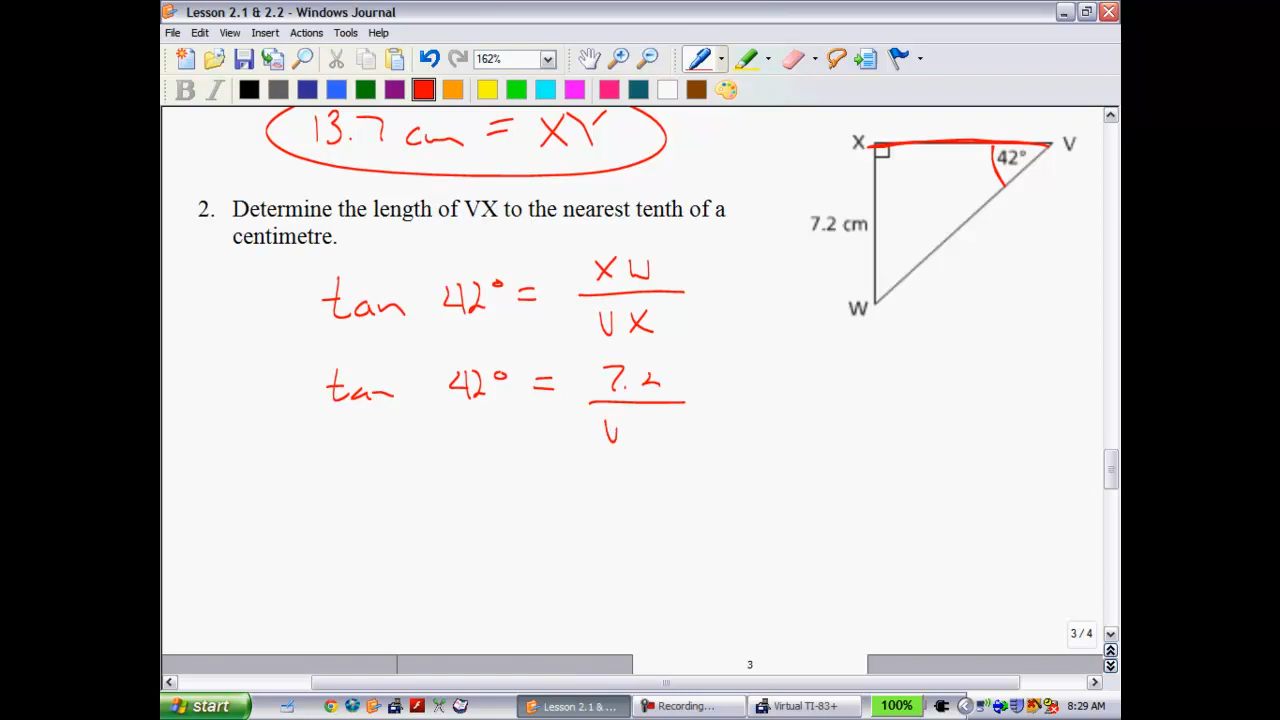 Lesson 2.1 & 2.2 - Windows Journal
File Edit View Insert Actions Tools Help
162%
B I
13.7 cm = XY
2. Determine the length of VX to the nearest tenth of a
centimetre.
X V
42°
7.2 cm
W
tan 42° = XW
VX
tan 42° = 7.2
V
3 / 4
3
start
Lesson 2.1 & ...
Recording...
Virtual TI-83+
100%
8:29 AM